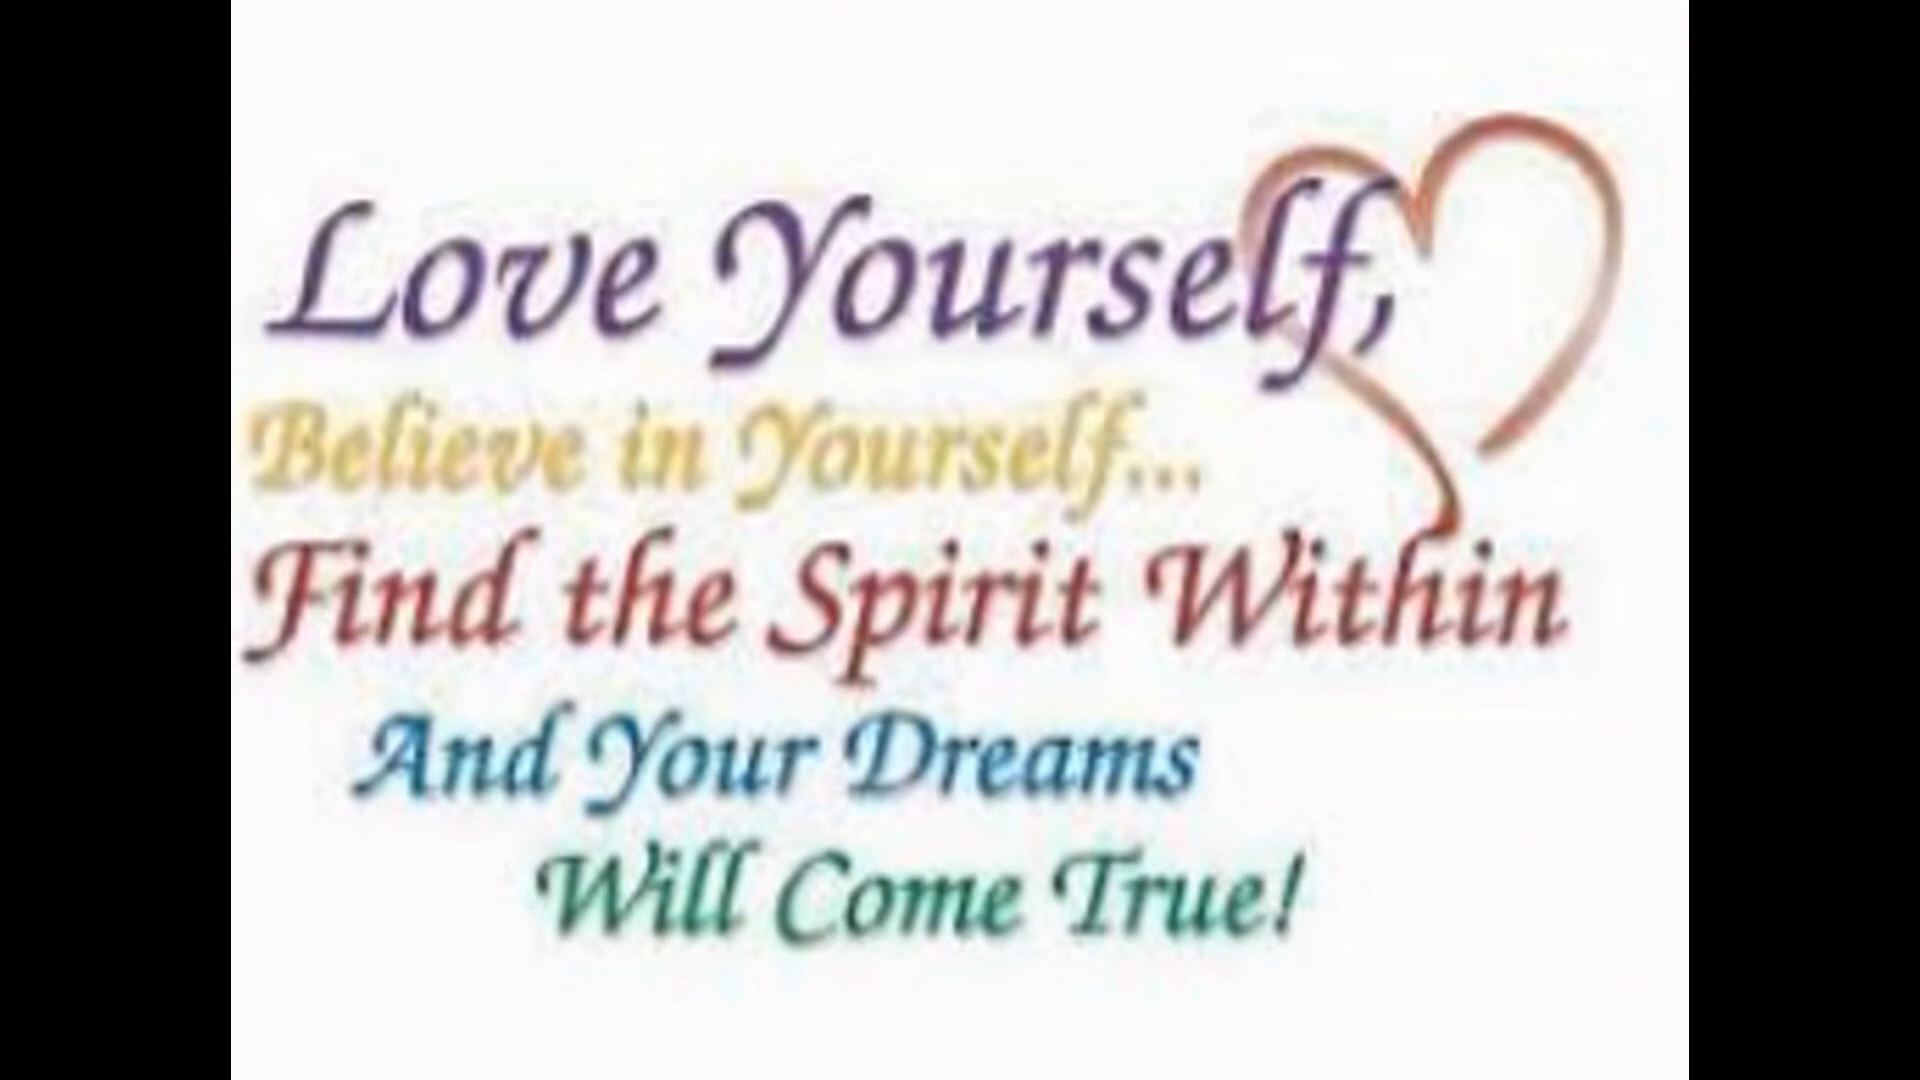 Love Yourself,
Believe in Yourself...
Find the Spirit Within
And Your Dreams
Will Come True!